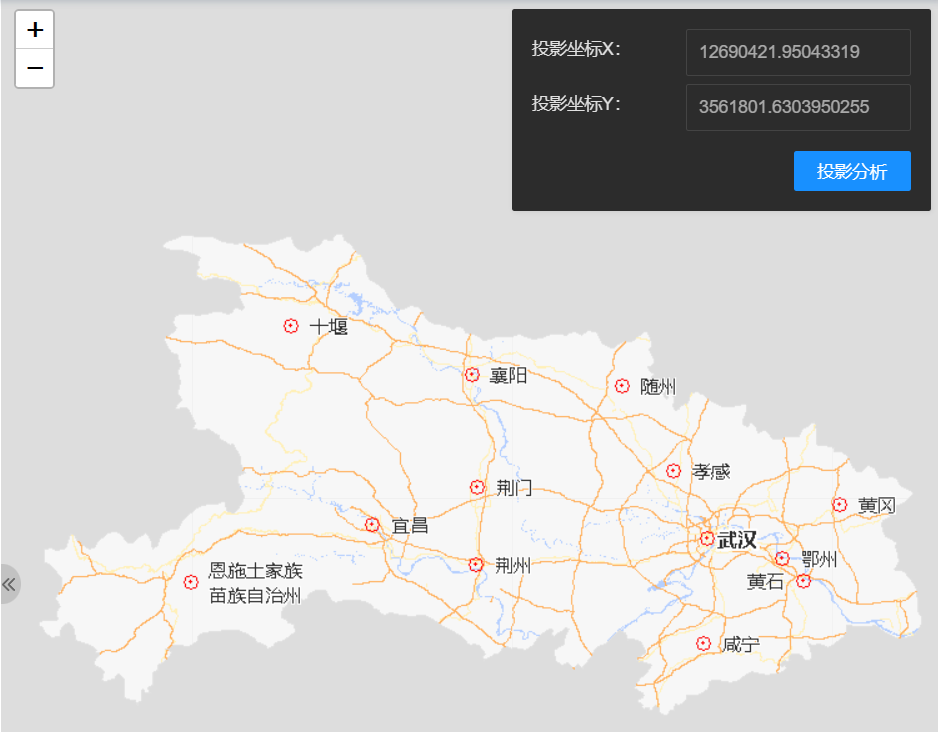 +
−
投影坐标X：
12690421.95043319
投影坐标Y：
3561801.6303950255
投影分析
十堰
襄阳
随州
孝感
荆门
黄冈
宜昌
武汉
鄂州
荆州
恩施土家族
苗族自治州
黄石
咸宁
«